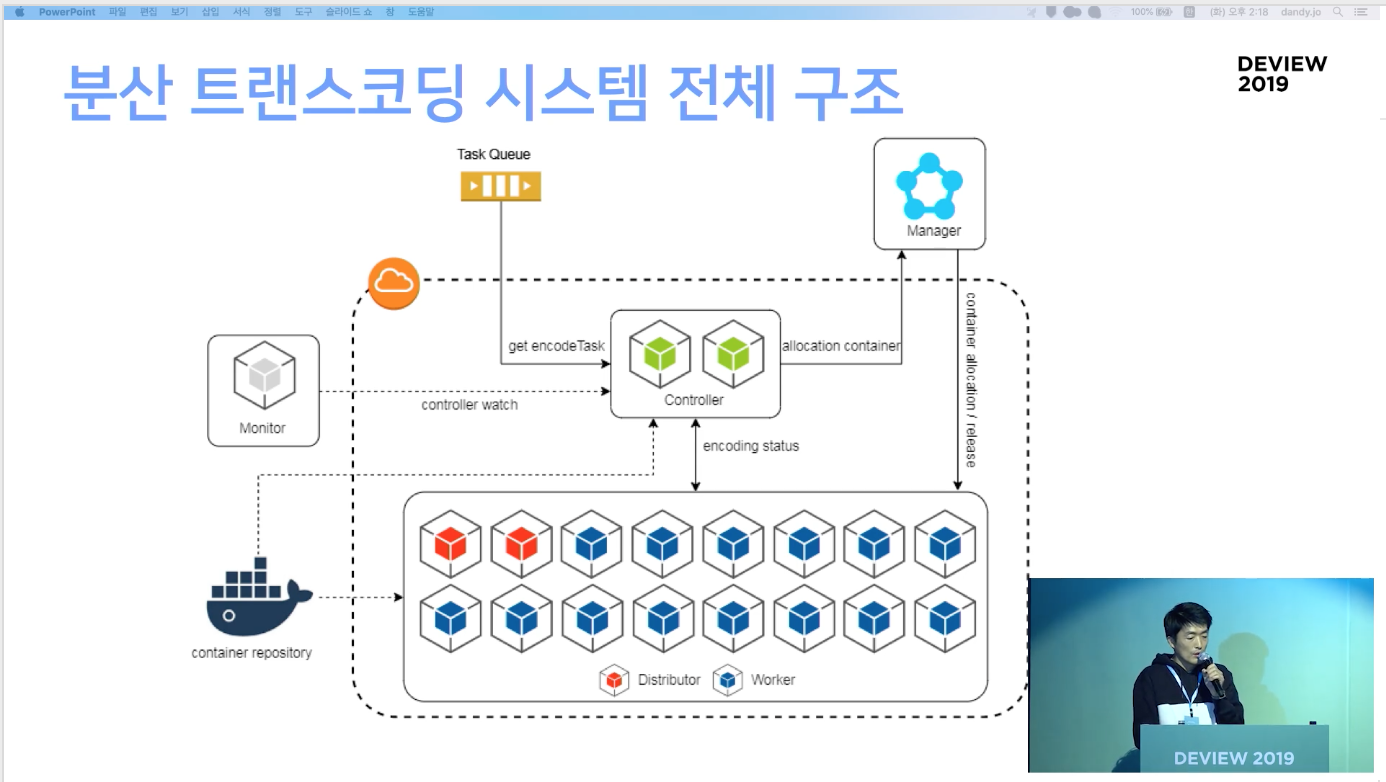 PowerPoint 파일 편집 보기 삽입 서식 정렬 도구 슬라이드 쇼 창 도움말
100%
(화) 오후 2:18 dandy.jo
분산 트랜스코딩 시스템 전체 구조
DEVIEW
2019
Task Queue
Manager
get encodeTask
allocation container
container allocation / release
Controller
controller watch
Monitor
encoding status
container repository
Distributor
Worker
DEVIEW 2019